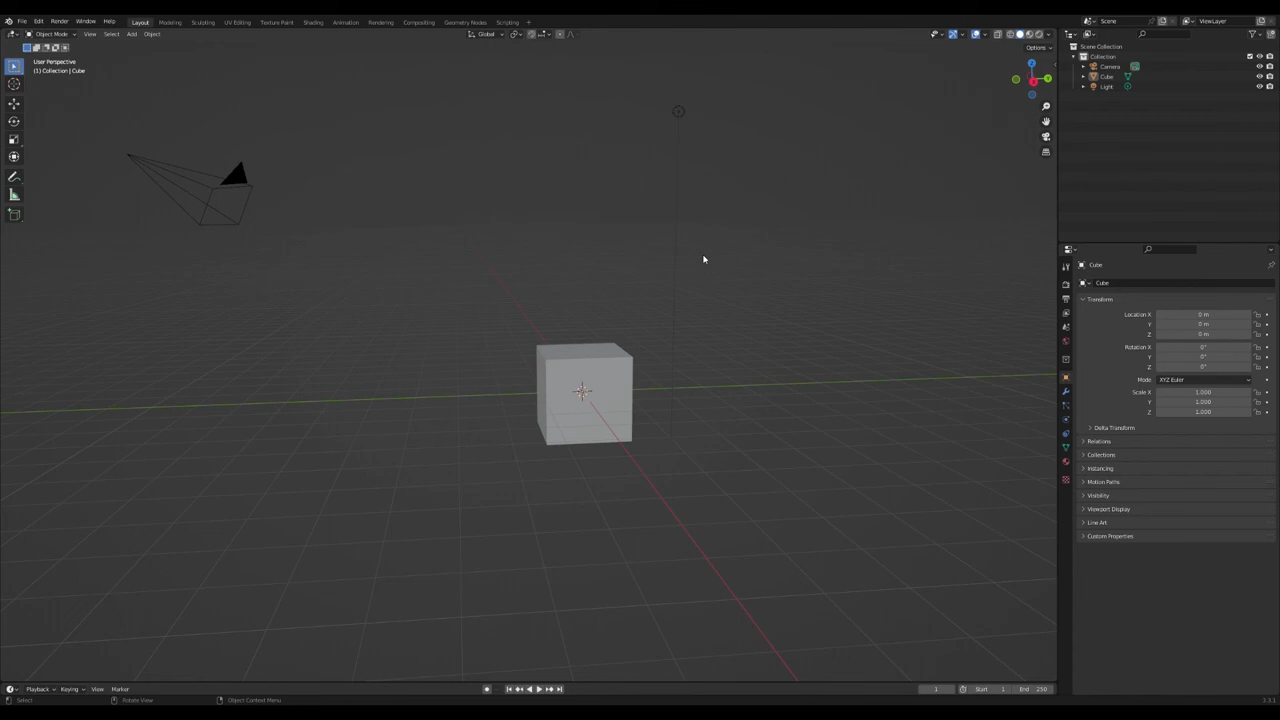 File Edit Render Window Help Layout Modeling Sculpting UV Editing Texture Paint Shading Animation Rendering Compositing Geometry Nodes Scripting + Scene ViewLayer
Object Mode View Select Add Object Global
Options
User Perspective
(1) Collection | Cube
Scene Collection
Collection
Camera
Cube
Light
Z
Y
Cube
Cube
Transform
Location X 0 m
Y 0 m
Z 0 m
Rotation X 0°
Y 0°
Z 0°
Mode XYZ Euler
Scale X 1.000
Y 1.000
Z 1.000
Delta Transform
Relations
Collections
Instancing
Motion Paths
Visibility
Viewport Display
Line Art
Custom Properties
Playback Keying View Marker 1 Start 1 End 250
Select Rotate View Object Context Menu 3.3.1